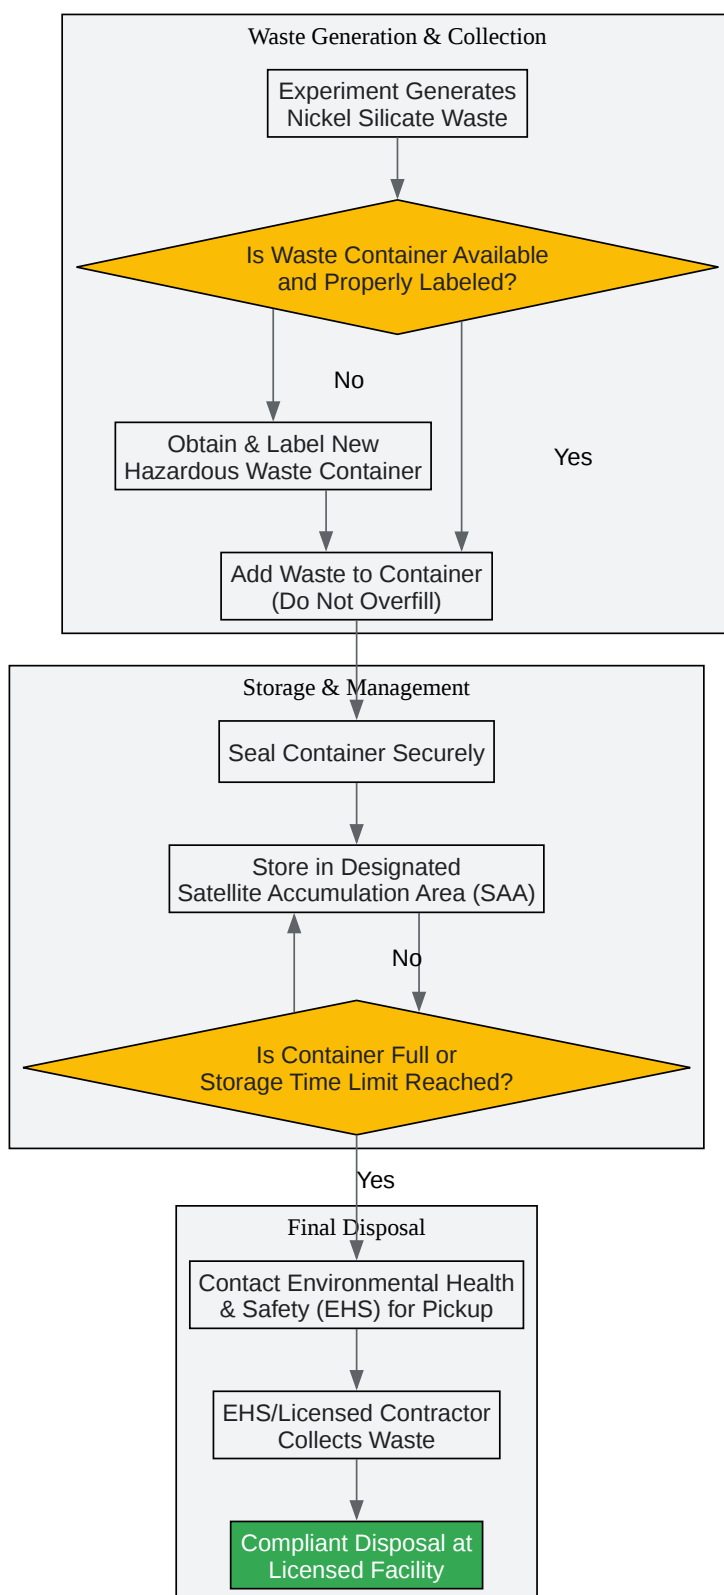 Waste Generation & Collection
Experiment Generates
Nickel Silicate Waste
Is Waste Container Available
and Properly Labeled?
No
Obtain & Label New
Hazardous Waste Container
Yes
Add Waste to Container
(Do Not Overfill)
Storage & Management
Seal Container Securely
Store in Designated
Satellite Accumulation Area (SAA)
No
Is Container Full or
Storage Time Limit Reached?
Yes
Final Disposal
Contact Environmental Health
& Safety (EHS) for Pickup
EHS/Licensed Contractor
Collects Waste
Compliant Disposal at
Licensed Facility